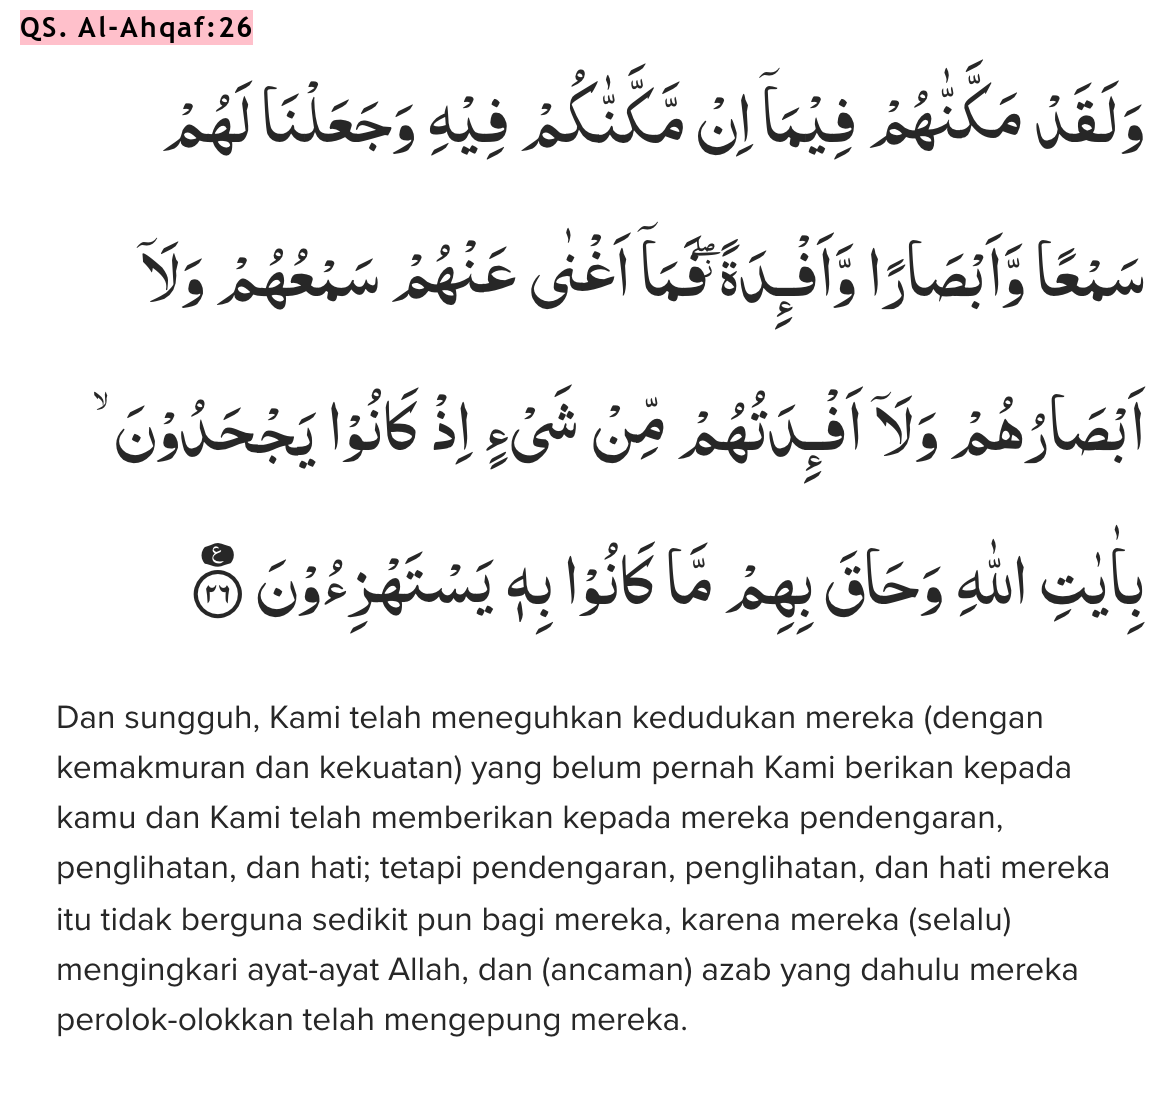 QS. Al-Ahqaf:26
وَلَقَدْ مَكَّنّٰهُمْ فِيْمَآ اِنْ مَّكَّنّٰكُمْ فِيْهِ وَجَعَلْنَا لَهُمْ
سَمْعًا وَّاَبْصَارًا وَّاَفْـِٕدَةًۖ فَمَآ اَغْنٰى عَنْهُمْ سَمْعُهُمْ وَلَآ
اَبْصَارُهُمْ وَلَآ اَفْـِٕدَتُهُمْ مِّنْ شَيْءٍ اِذْ كَانُوْا يَجْحَدُوْنَ ۙ
بِاٰيٰتِ اللّٰهِ وَحَاقَ بِهِمْ مَّا كَانُوْا بِهٖ يَسْتَهْزِءُوْنَ ࣖ ٢٦
Dan sungguh, Kami telah meneguhkan kedudukan mereka (dengan
kemakmuran dan kekuatan) yang belum pernah Kami berikan kepada
kamu dan Kami telah memberikan kepada mereka pendengaran,
penglihatan, dan hati; tetapi pendengaran, penglihatan, dan hati mereka
itu tidak berguna sedikit pun bagi mereka, karena mereka (selalu)
mengingkari ayat-ayat Allah, dan (ancaman) azab yang dahulu mereka
perolok-olokkan telah mengepung mereka.